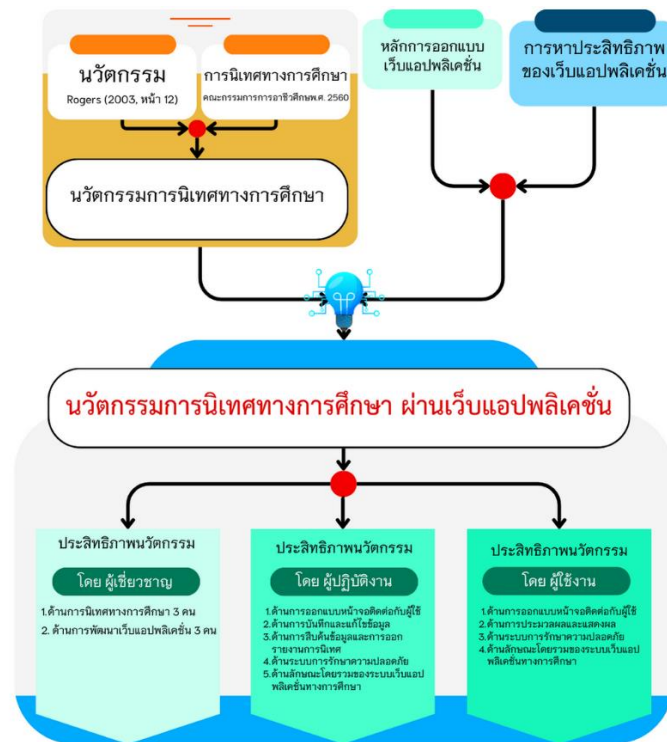 นวัตกรรม
Rogers (2003, หน้า 12)
การนิเทศทางการศึกษา
คณะกรรมการการอาชีวศึกษพ.ศ. 2560
หลักการออกแบบ
เว็บแอปพลิเคชั่น
การหาประสิทธิภาพ
ของเว็บแอปพลิเคชั่น
นวัตกรรมการนิเทศทางการศึกษา
นวัตกรรมการนิเทศทางการศึกษา ผ่านเว็บแอปพลิเคชั่น
ประสิทธิภาพนวัตกรรม
โดย ผู้เชี่ยวชาญ
1.ด้านการนิเทศทางการศึกษา 3 คน
2. ด้านการพัฒนาเว็บแอปพลิเคชั่น 3 คน
ประสิทธิภาพนวัตกรรม
โดย ผู้ปฏิบัติงาน
1.ด้านการออกแบบหน้าจอติดต่อกับผู้ใช้
2.ด้านการบันทึกและแก้ไขข้อมูล
3.ด้านการสืบค้นข้อมูลและการออก
รายงานการนิเทศ
4.ด้านระบบการรักษาความปลอดภัย
5.ด้านลักษณะโดยรวมของระบบเว็บแอป
พลิเคชั่นทางการศึกษา
ประสิทธิภาพนวัตกรรม
โดย ผู้ใช้งาน
1.ด้านการออกแบบหน้าจอติดต่อกับผู้ใช้
2.ด้านการประมวลผลและแสดงผล
3.ด้านระบบการรักษาความปลอดภัย
4.ด้านลักษณะโดยรวมของระบบเว็บแอป
พลิเคชั่นทางการศึกษา